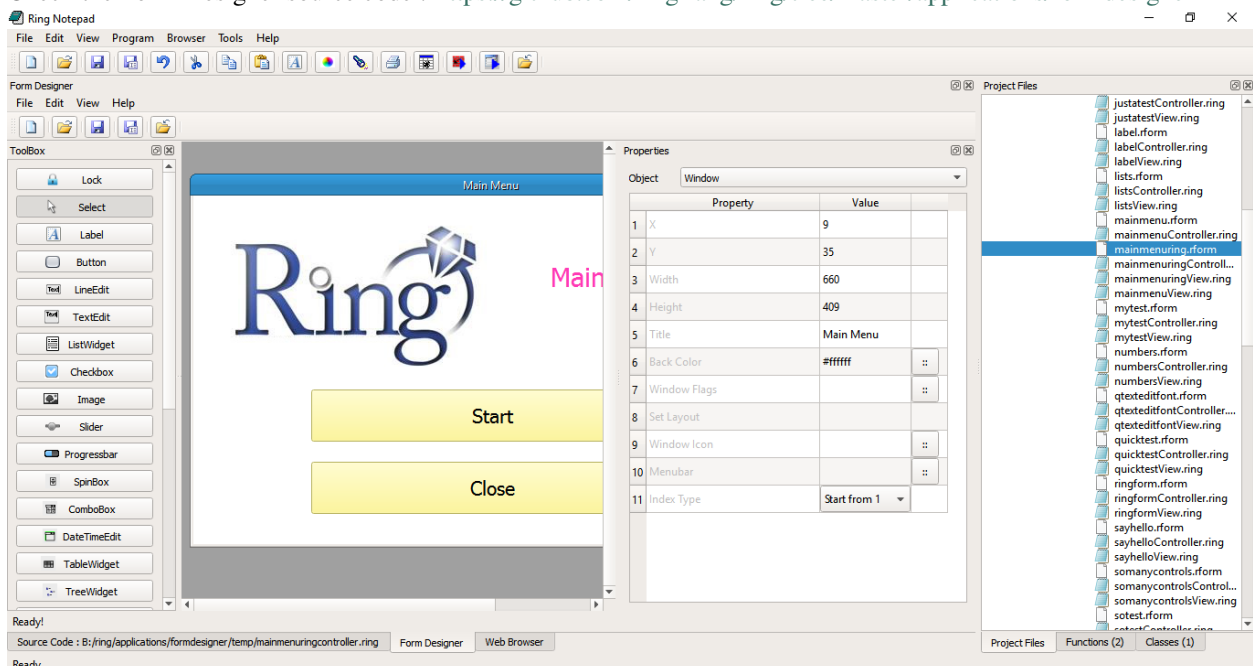 Ring Notepad
File Edit View Program Browser Tools Help
Form Designer
File Edit View Help
ToolBox
Lock
Select
Label
Button
LineEdit
TextEdit
ListWidget
Checkbox
Image
Slider
Progressbar
SpinBox
ComboBox
DateTimeEdit
TableWidget
TreeWidget
Main Menu
Ring
Main
Start
Close
Properties
Object Window
Property Value
1 X 9
2 Y 35
3 Width 660
4 Height 409
5 Title Main Menu
6 Back Color #ffffff ::
7 Window Flags ::
8 Set Layout
9 Window Icon ::
10 Menubar ::
11 Index Type Start from 1
Project Files
justatestController.ring
justatestView.ring
label.rform
labelController.ring
labelView.ring
lists.rform
listsController.ring
listsView.ring
mainmenu.rform
mainmenuController.ring
mainmenuring.rform
mainmenuringControll...
mainmenuringView.ring
mainmenuView.ring
mytest.rform
mytestController.ring
mytestView.ring
numbers.rform
numbersController.ring
numbersView.ring
qtexteditfont.rform
qtexteditfontController....
qtexteditfontView.ring
quicktest.rform
quicktestController.ring
quicktestView.ring
ringform.rform
ringformController.ring
ringformView.ring
sayhello.rform
sayhelloController.ring
sayhelloView.ring
somanycontrols.rform
somanycontrolsControl...
somanycontrolsView.ring
sotest.rform
sotestController.ring
Ready!
Source Code : B:/ring/applications/formdesigner/temp/mainmenuringcontroller.ring Form Designer Web Browser
Project Files Functions (2) Classes (1)
Ready